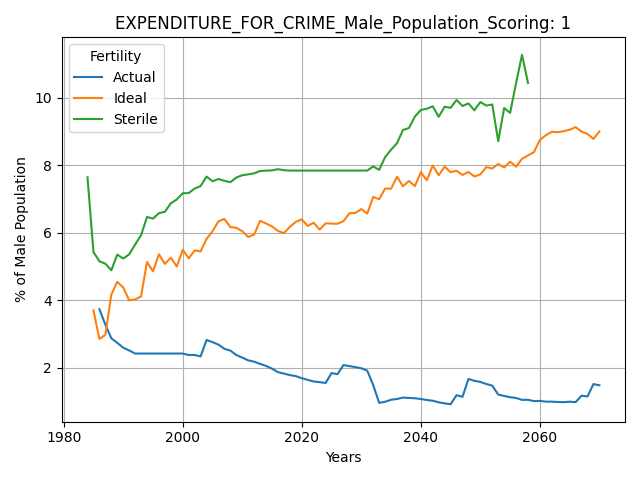 EXPENDITURE_FOR_CRIME_Male_Population_Scoring: 1
Fertility
Actual
Ideal
Sterile
% of Male Population
10
8
6
4
2
1980 2000 2020 2040 2060
Years